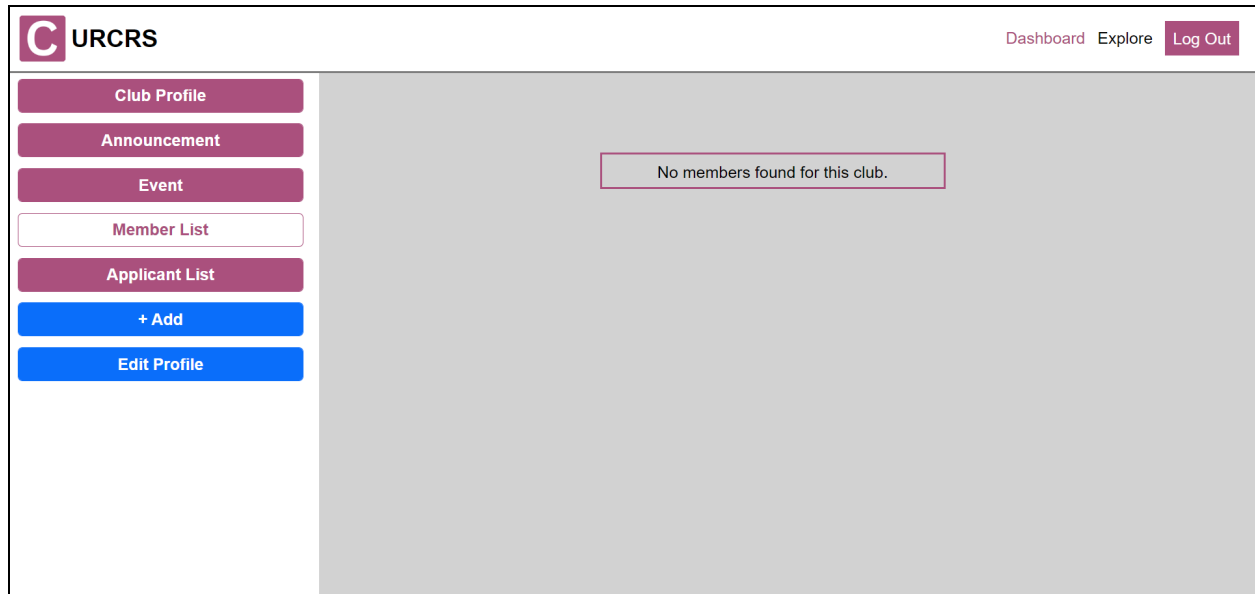 C URCRS
Dashboard Explore Log Out
Club Profile
Announcement
Event
Member List
Applicant List
+ Add
Edit Profile
No members found for this club.